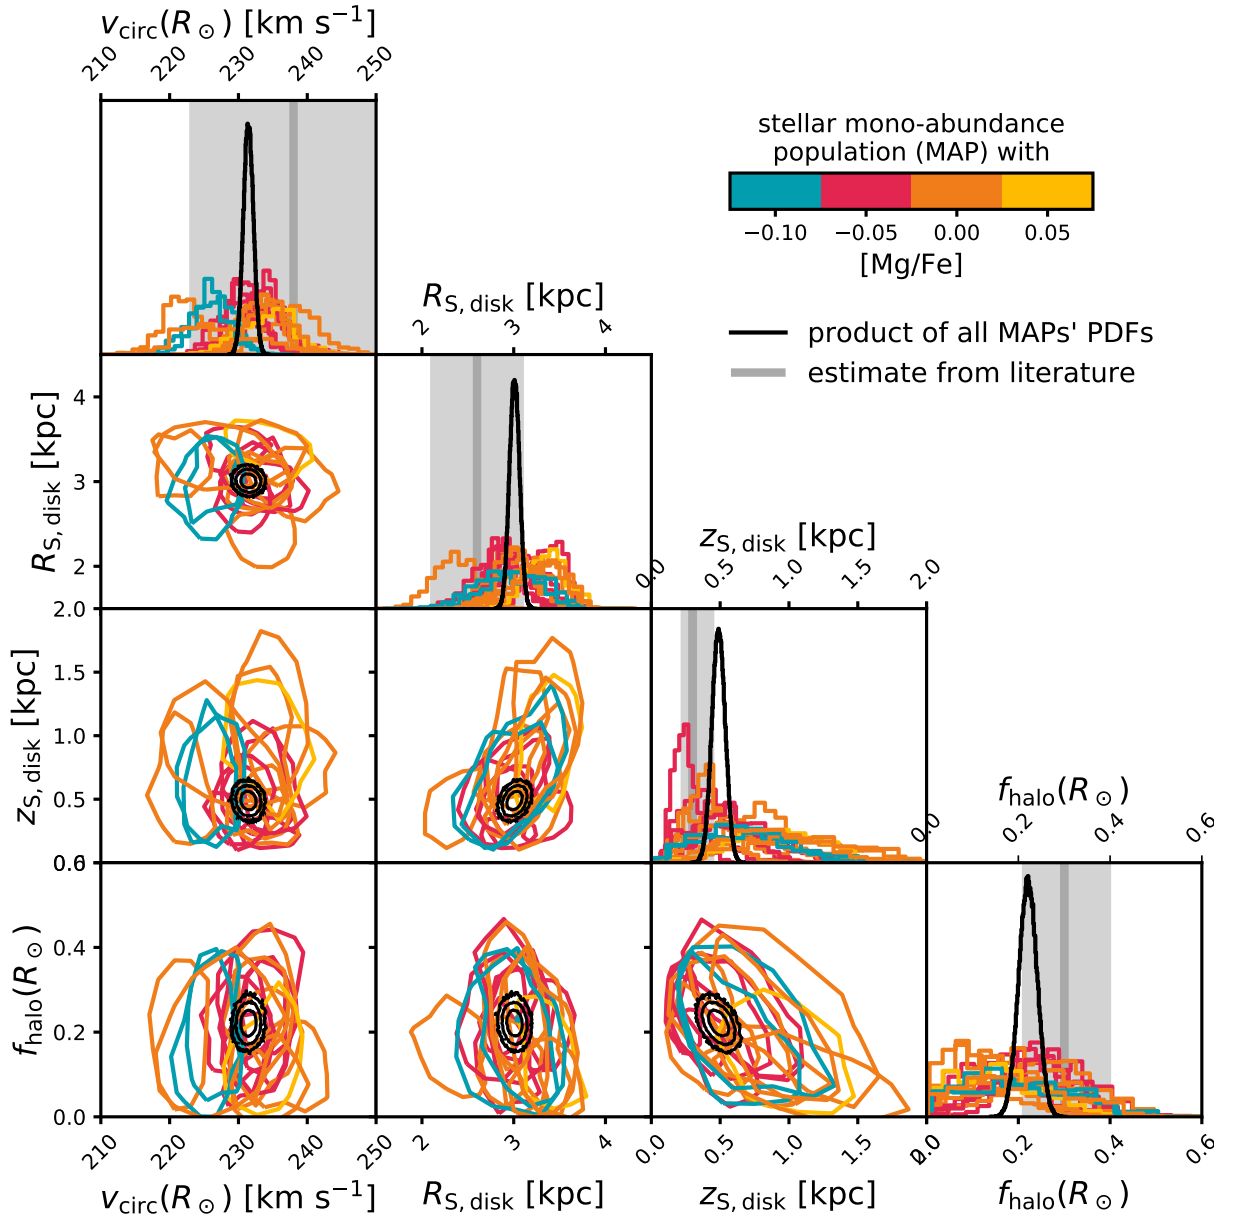 v_circ(R_⊙) [km s⁻¹]
210 220 230 240 250
stellar mono-abundance
population (MAP) with
−0.10 −0.05 0.00 0.05
[Mg/Fe]
product of all MAPs' PDFs
estimate from literature
R_S, disk [kpc]
2 3 4
R_S, disk [kpc]
4
3
2
z_S, disk [kpc]
0.0 0.5 1.0 1.5 2.0
z_S, disk [kpc]
2.0
1.5
1.0
0.5
0.0
f_halo(R_⊙)
0.0 0.2 0.4 0.6
f_halo(R_⊙)
0.6
0.4
0.2
0.0
210 220 230 240 250
2 3 4
0.0 0.5 1.0 1.5 2.0
0.0 0.2 0.4 0.6
v_circ(R_⊙) [km s⁻¹]
R_S, disk [kpc]
z_S, disk [kpc]
f_halo(R_⊙)